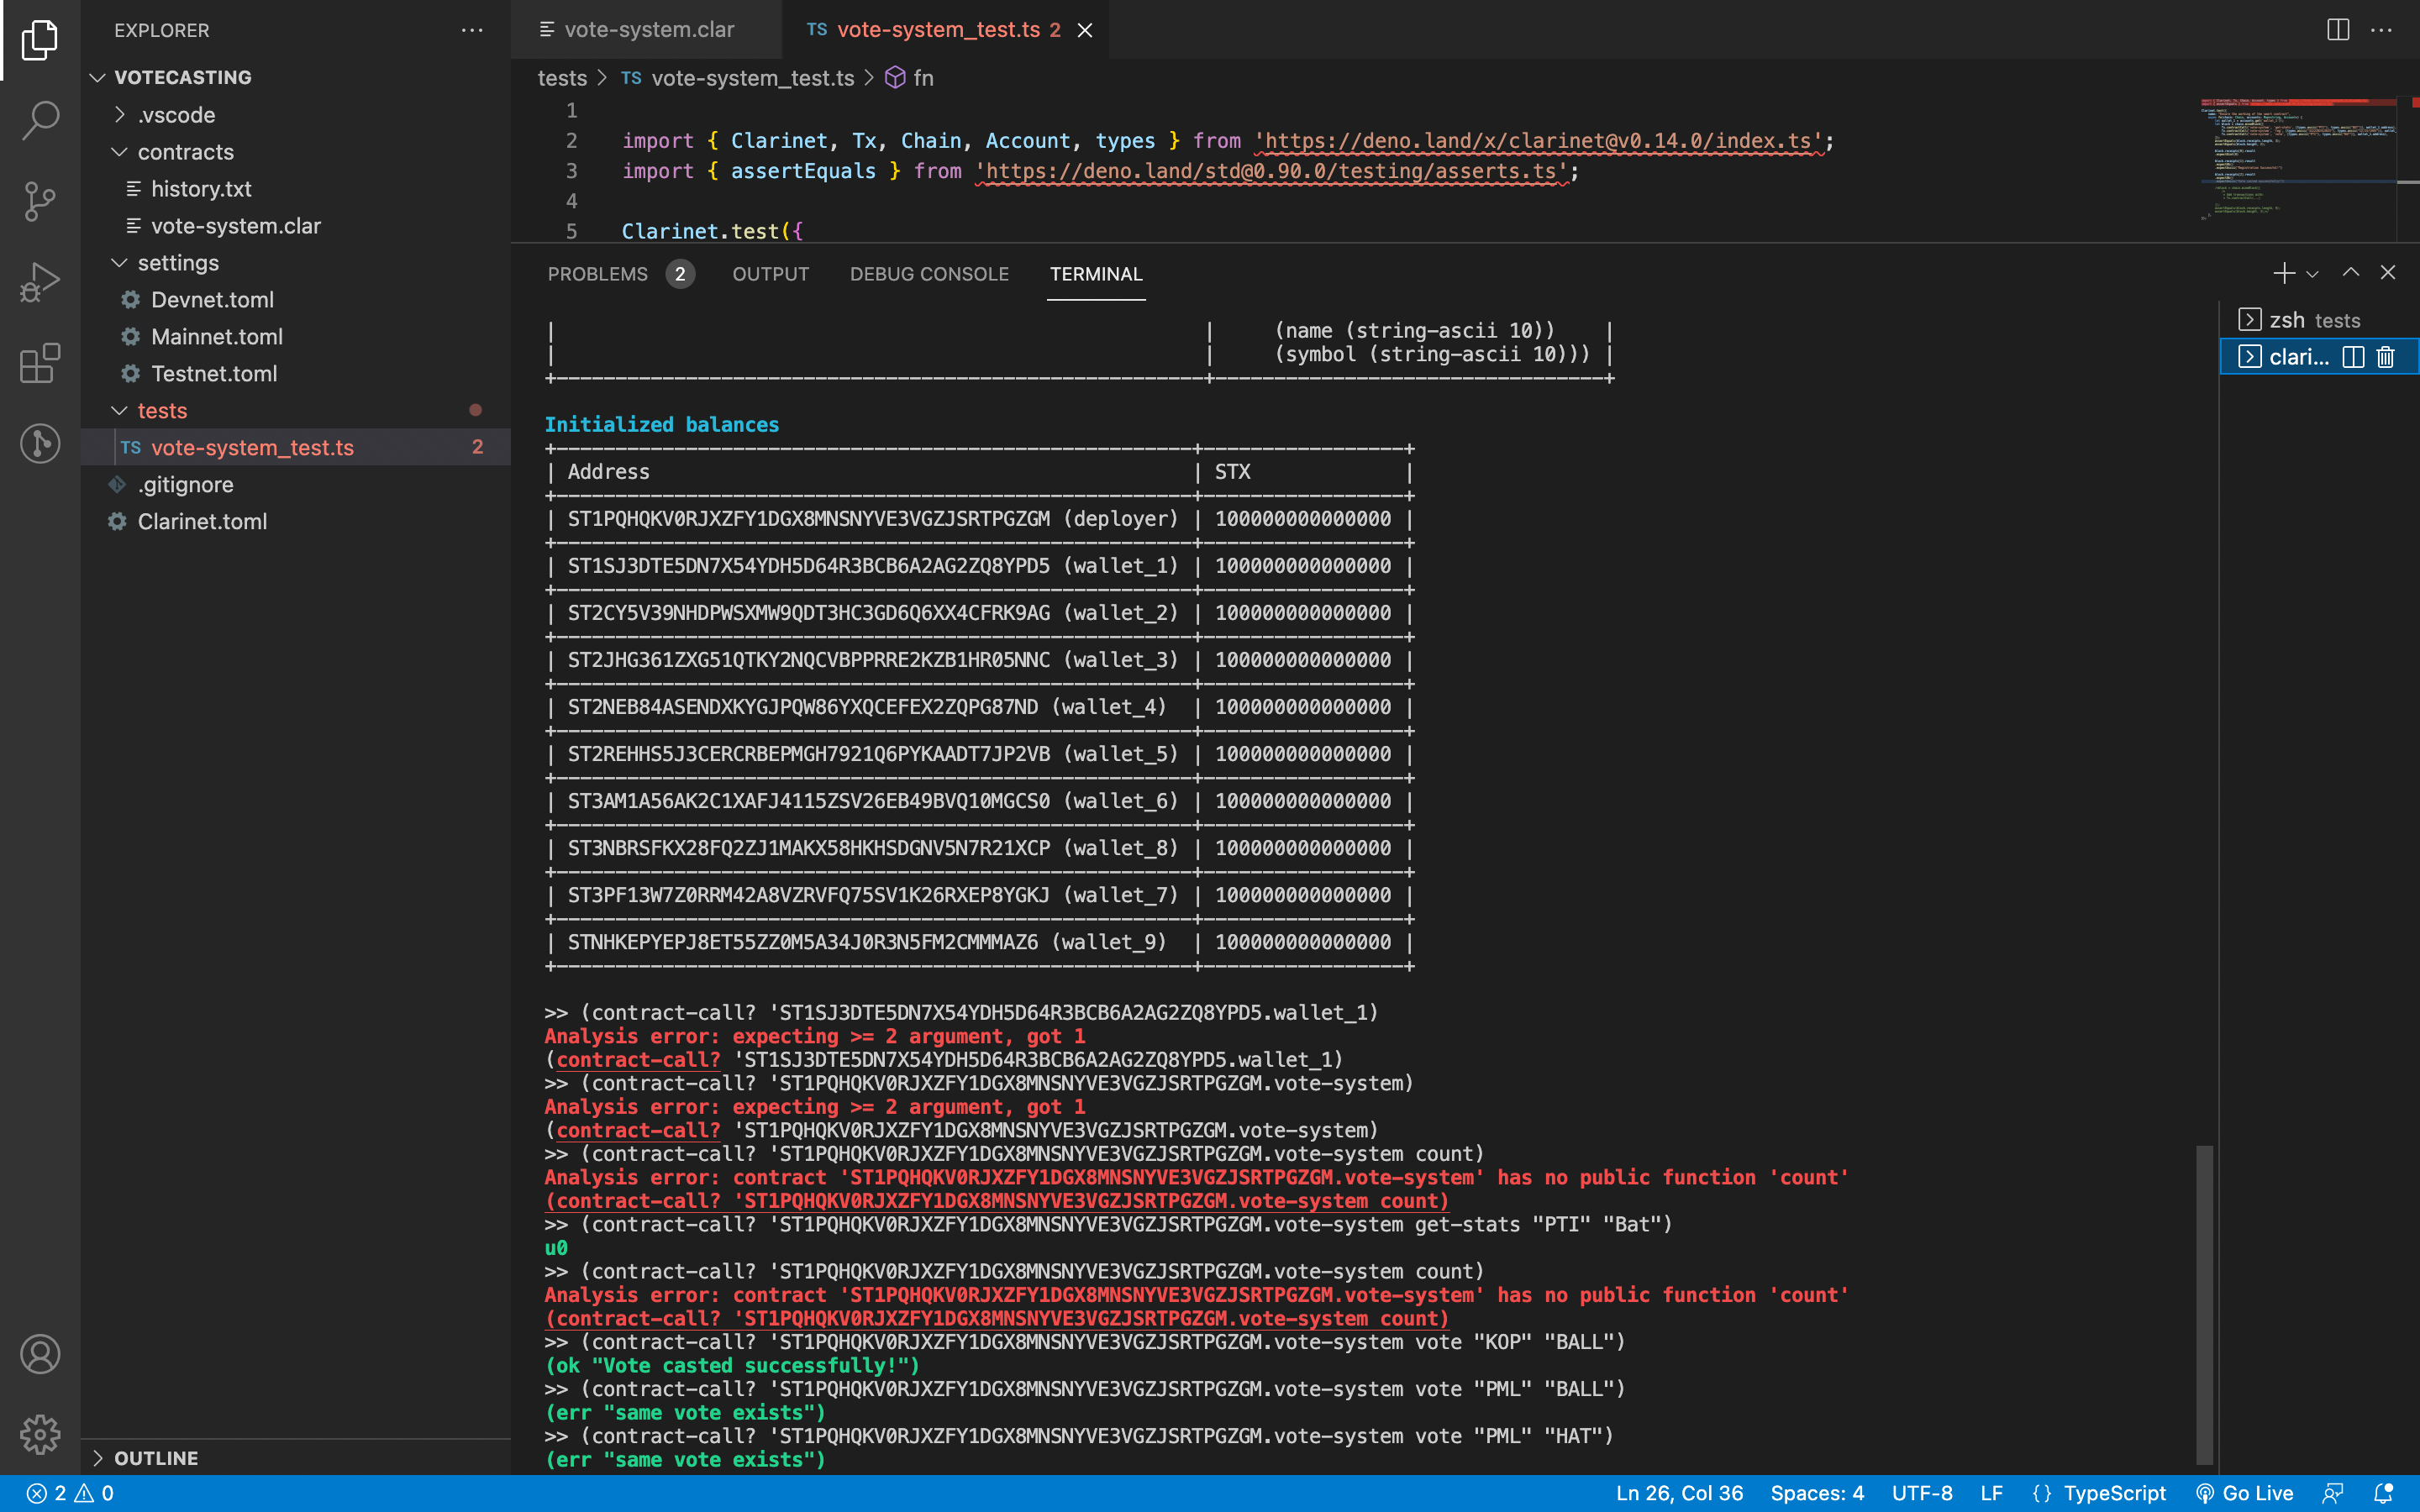 EXPLORER
VOTECASTING
.vscode
contracts
history.txt
vote-system.clar
settings
Devnet.toml
Mainnet.toml
Testnet.toml
tests
TS vote-system_test.ts 2
.gitignore
Clarinet.toml
OUTLINE
vote-system.clar
TS vote-system_test.ts 2
tests > TS vote-system_test.ts > fn
1
2 import { Clarinet, Tx, Chain, Account, types } from 'https://deno.land/x/clarinet@v0.14.0/index.ts';
3 import { assertEquals } from 'https://deno.land/std@0.90.0/testing/asserts.ts';
4
5 Clarinet.test({
PROBLEMS 2 OUTPUT DEBUG CONSOLE TERMINAL
zsh tests
clari...
| | (name (string-ascii 10)) |
| | (symbol (string-ascii 10))) |
Initialized balances
| Address | STX |
| ST1PQHQKV0RJXZFY1DGX8MNSNYVE3VGZJSRTPGZGM (deployer) | 100000000000000 |
| ST1SJ3DTE5DN7X54YDH5D64R3BCB6A2AG2ZQ8YPD5 (wallet_1) | 100000000000000 |
| ST2CY5V39NHDPWSXMW9QDT3HC3GD6Q6XX4CFRK9AG (wallet_2) | 100000000000000 |
| ST2JHG361ZXG51QTKY2NQCVBPPRRE2KZB1HR05NNC (wallet_3) | 100000000000000 |
| ST2NEB84ASENDXKYGJPQW86YXQCEFEX2ZQPG87ND (wallet_4) | 100000000000000 |
| ST2REHHS5J3CERCRBEPMGH7921Q6PYKAADT7JP2VB (wallet_5) | 100000000000000 |
| ST3AM1A56AK2C1XAFJ4115ZSV26EB49BVQ10MGCS0 (wallet_6) | 100000000000000 |
| ST3NBRSFKX28FQ2ZJ1MAKX58HKHSDGNV5N7R21XCP (wallet_8) | 100000000000000 |
| ST3PF13W7Z0RRM42A8VZRVFQ75SV1K26RXEP8YGKJ (wallet_7) | 100000000000000 |
| STNHKEPYEPJ8ET55ZZ0M5A34J0R3N5FM2CMMMAZ6 (wallet_9) | 100000000000000 |
>> (contract-call? 'ST1SJ3DTE5DN7X54YDH5D64R3BCB6A2AG2ZQ8YPD5.wallet_1)
Analysis error: expecting >= 2 argument, got 1
(contract-call? 'ST1SJ3DTE5DN7X54YDH5D64R3BCB6A2AG2ZQ8YPD5.wallet_1)
>> (contract-call? 'ST1PQHQKV0RJXZFY1DGX8MNSNYVE3VGZJSRTPGZGM.vote-system)
Analysis error: expecting >= 2 argument, got 1
(contract-call? 'ST1PQHQKV0RJXZFY1DGX8MNSNYVE3VGZJSRTPGZGM.vote-system)
>> (contract-call? 'ST1PQHQKV0RJXZFY1DGX8MNSNYVE3VGZJSRTPGZGM.vote-system count)
Analysis error: contract 'ST1PQHQKV0RJXZFY1DGX8MNSNYVE3VGZJSRTPGZGM.vote-system' has no public function 'count'
(contract-call? 'ST1PQHQKV0RJXZFY1DGX8MNSNYVE3VGZJSRTPGZGM.vote-system count)
>> (contract-call? 'ST1PQHQKV0RJXZFY1DGX8MNSNYVE3VGZJSRTPGZGM.vote-system get-stats "PTI" "Bat")
u0
>> (contract-call? 'ST1PQHQKV0RJXZFY1DGX8MNSNYVE3VGZJSRTPGZGM.vote-system count)
Analysis error: contract 'ST1PQHQKV0RJXZFY1DGX8MNSNYVE3VGZJSRTPGZGM.vote-system' has no public function 'count'
(contract-call? 'ST1PQHQKV0RJXZFY1DGX8MNSNYVE3VGZJSRTPGZGM.vote-system count)
>> (contract-call? 'ST1PQHQKV0RJXZFY1DGX8MNSNYVE3VGZJSRTPGZGM.vote-system vote "KOP" "BALL")
(ok "Vote casted successfully!")
>> (contract-call? 'ST1PQHQKV0RJXZFY1DGX8MNSNYVE3VGZJSRTPGZGM.vote-system vote "PML" "BALL")
(err "same vote exists")
>> (contract-call? 'ST1PQHQKV0RJXZFY1DGX8MNSNYVE3VGZJSRTPGZGM.vote-system vote "PML" "HAT")
(err "same vote exists")
2 0 Ln 26, Col 36 Spaces: 4 UTF-8 LF {} TypeScript Go Live